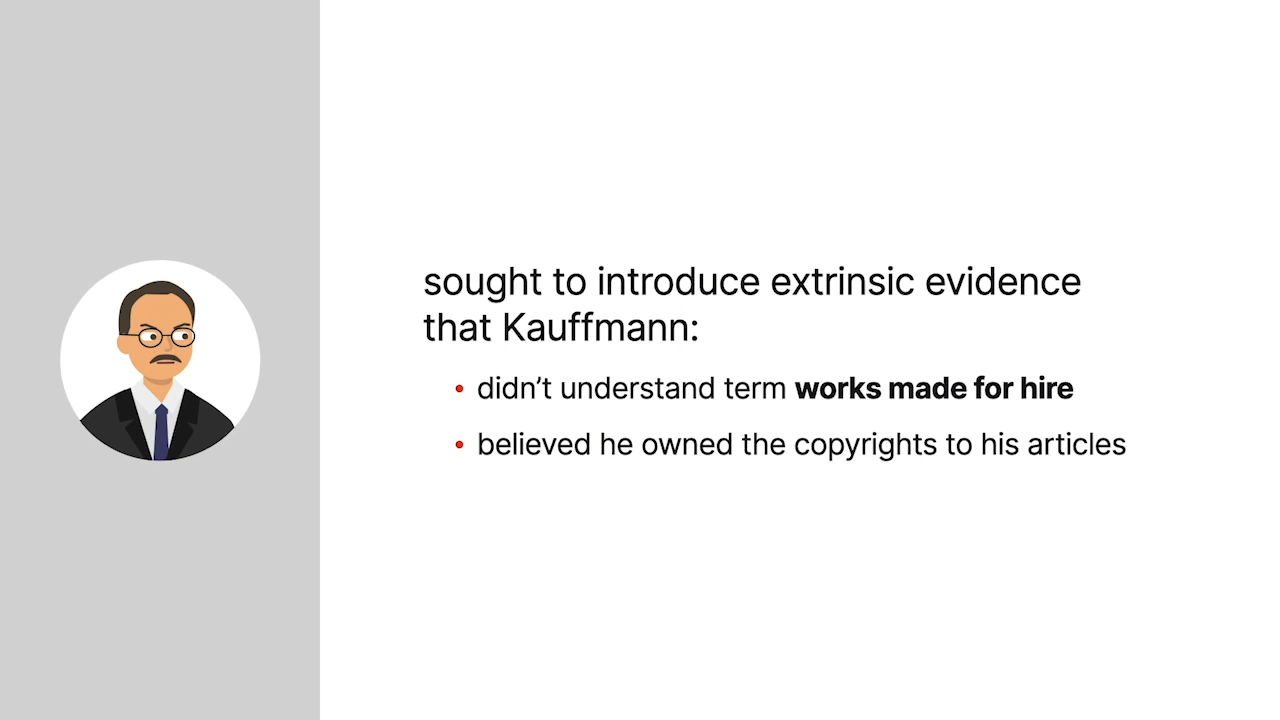 sought to introduce extrinsic evidence
that Kauffmann:
• didn’t understand term works made for hire
• believed he owned the copyrights to his articles